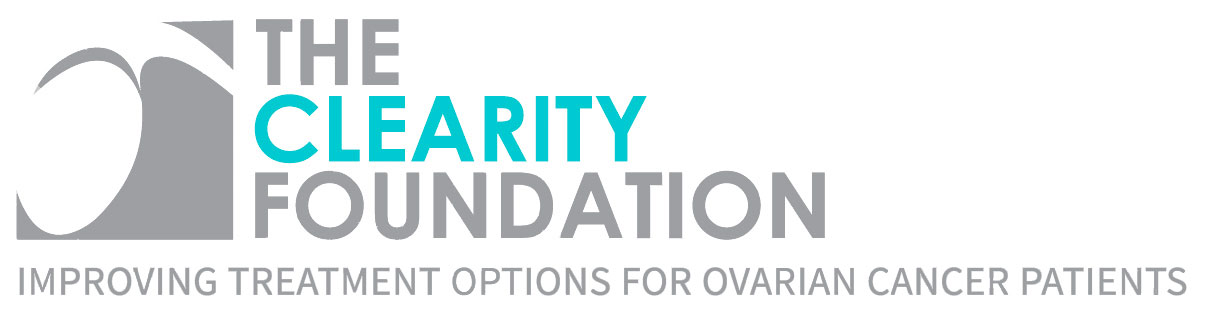 THE
CLEARITY
FOUNDATION
IMPROVING TREATMENT OPTIONS FOR OVARIAN CANCER PATIENTS